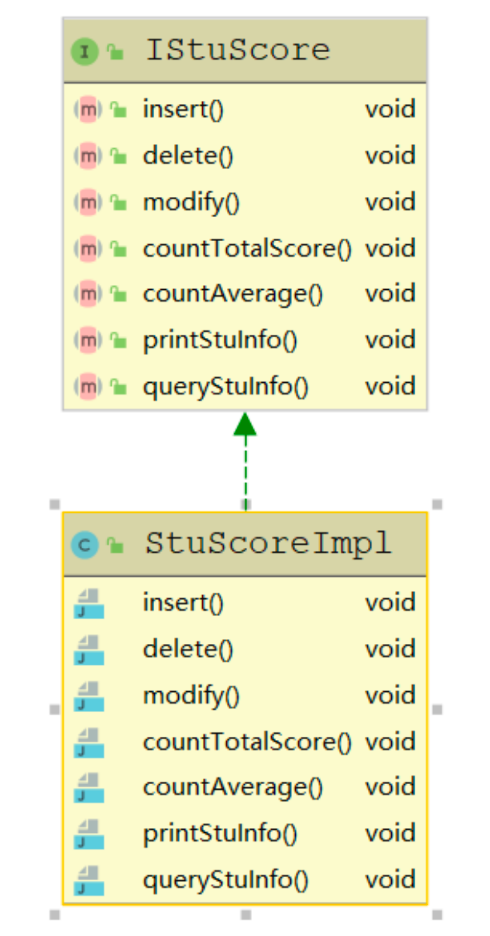 I IStuScore
m insert() void
m delete() void
m modify() void
m countTotalScore() void
m countAverage() void
m printStuInfo() void
m queryStuInfo() void
C StuScoreImpl
J insert() void
J delete() void
J modify() void
J countTotalScore() void
J countAverage() void
J printStuInfo() void
J queryStuInfo() void